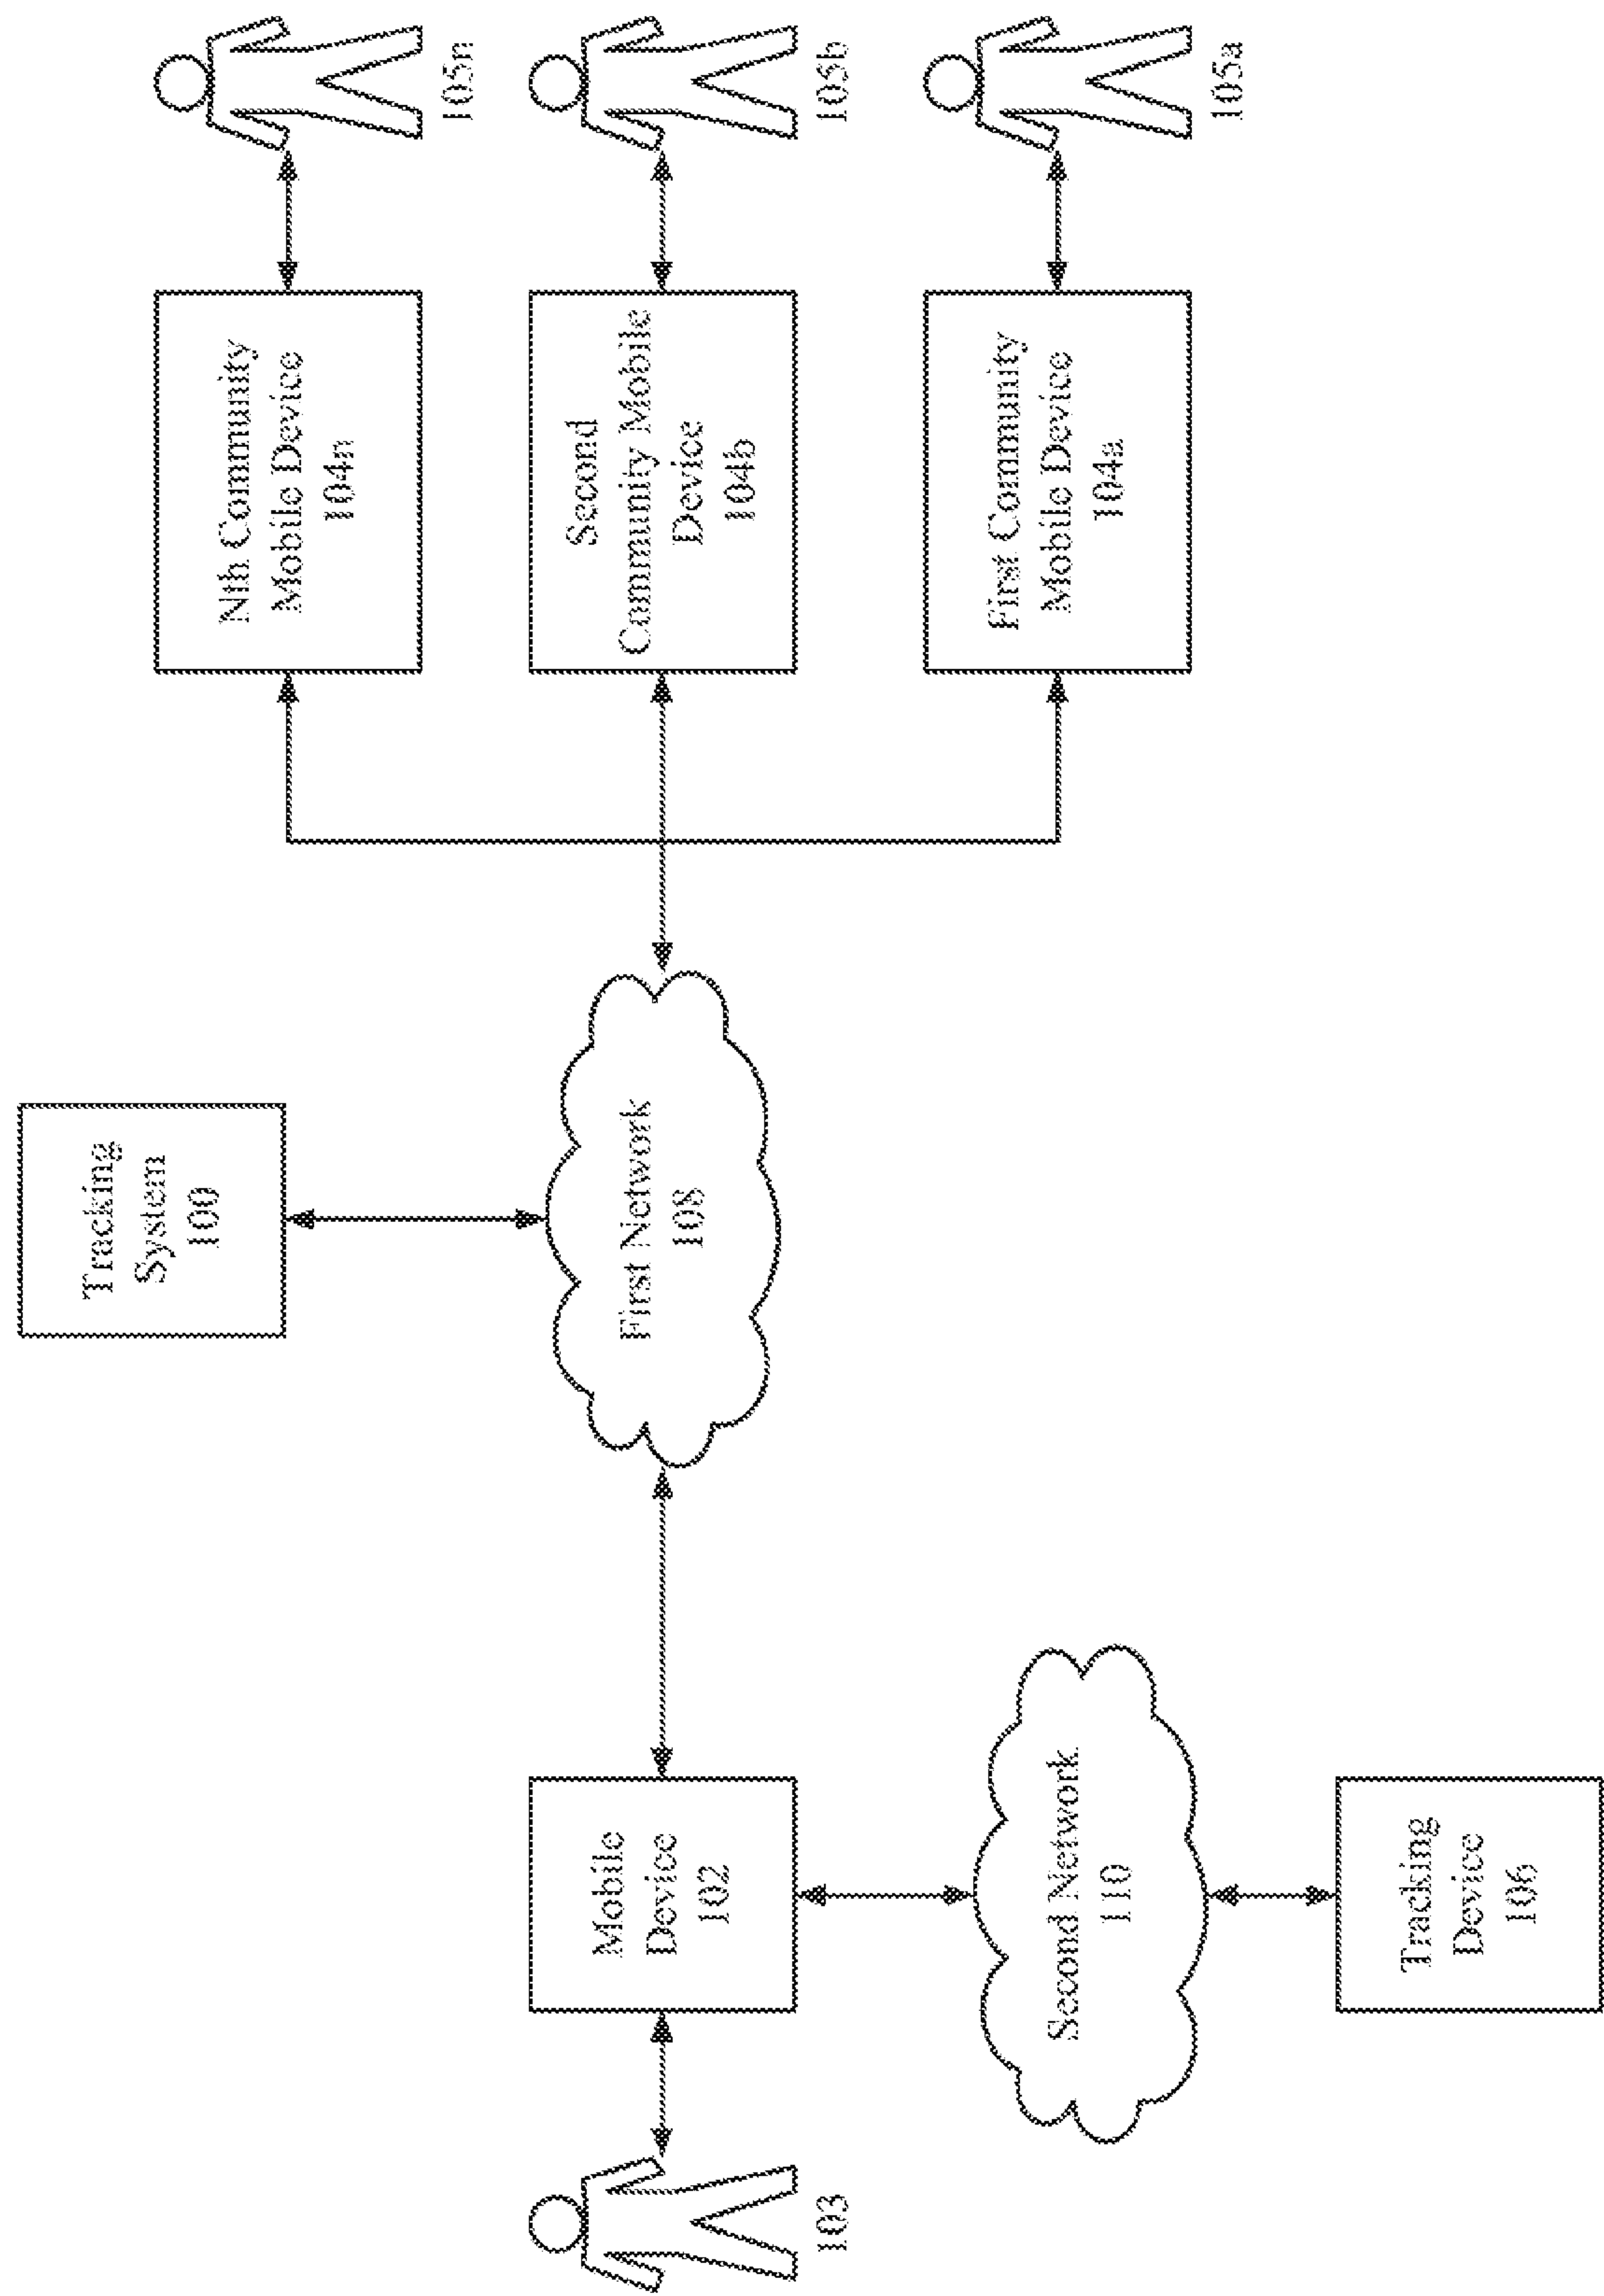 Tracking
System
100
Nth Community
Mobile Device
104n
105n
103
Mobile
Device
102
First Network
108
Second
Community Mobile
Device
104b
105b
Second Network
110
First Community
Mobile Device
104a
105a
Tracking
Device
106